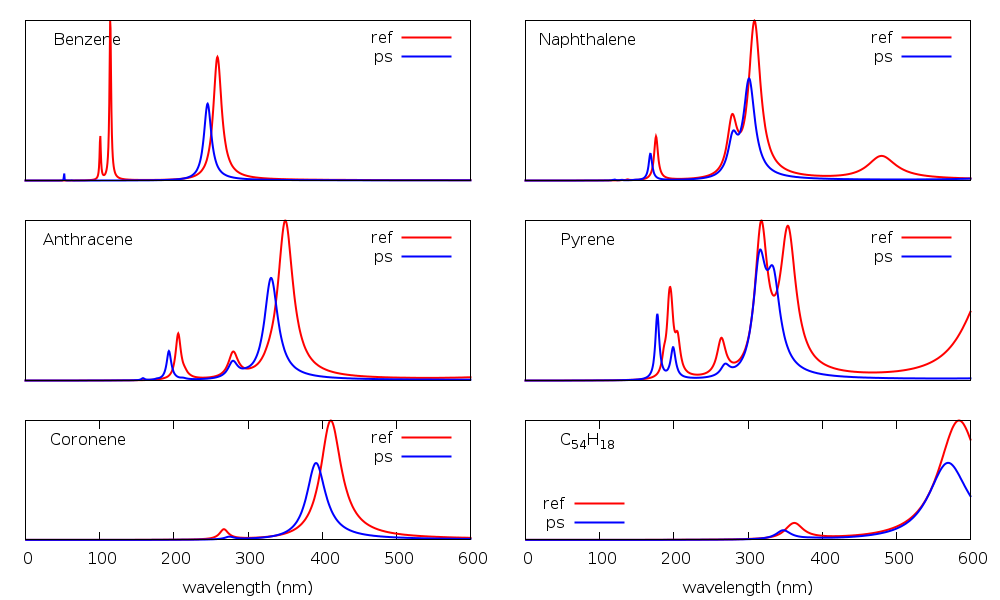 Benzene
ref
ps
Naphthalene
ref
ps
Anthracene
ref
ps
Pyrene
ref
ps
Coronene
ref
ps
C54H18
ref
ps
0 100 200 300 400 500 600
0 100 200 300 400 500 600
wavelength (nm)
wavelength (nm)